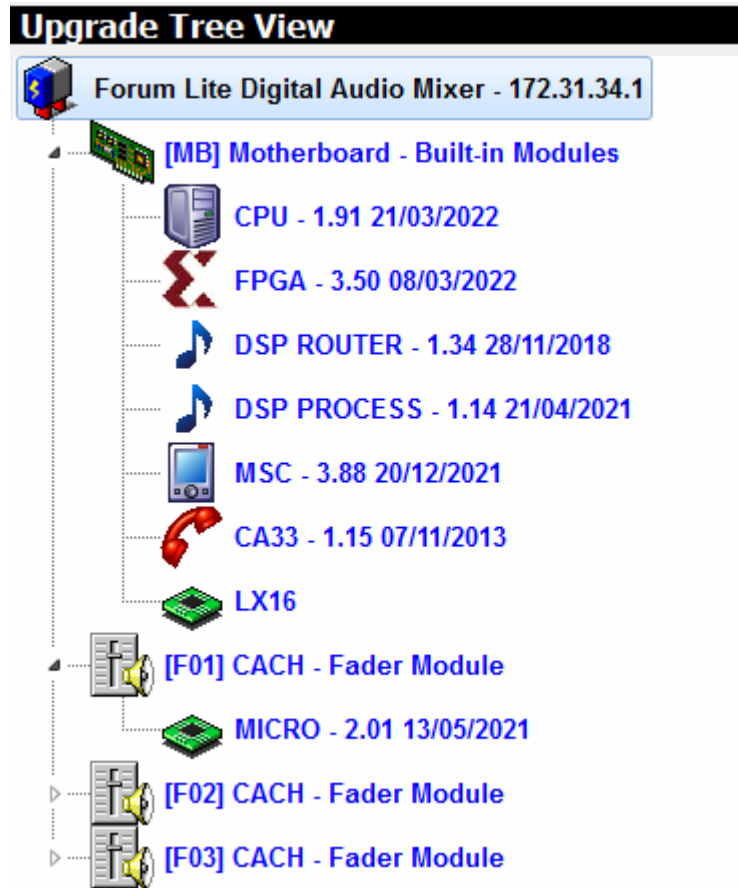 Upgrade Tree View
Forum Lite Digital Audio Mixer - 172.31.34.1
[MB] Motherboard - Built-in Modules
CPU - 1.91 21/03/2022
FPGA - 3.50 08/03/2022
DSP ROUTER - 1.34 28/11/2018
DSP PROCESS - 1.14 21/04/2021
MSC - 3.88 20/12/2021
CA33 - 1.15 07/11/2013
LX16
[F01] CACH - Fader Module
MICRO - 2.01 13/05/2021
[F02] CACH - Fader Module
[F03] CACH - Fader Module